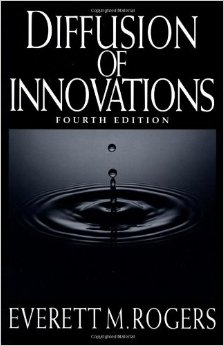 DIFFUSION
OF
INNOVATIONS
FOURTH EDITION
EVERETT M. ROGERS